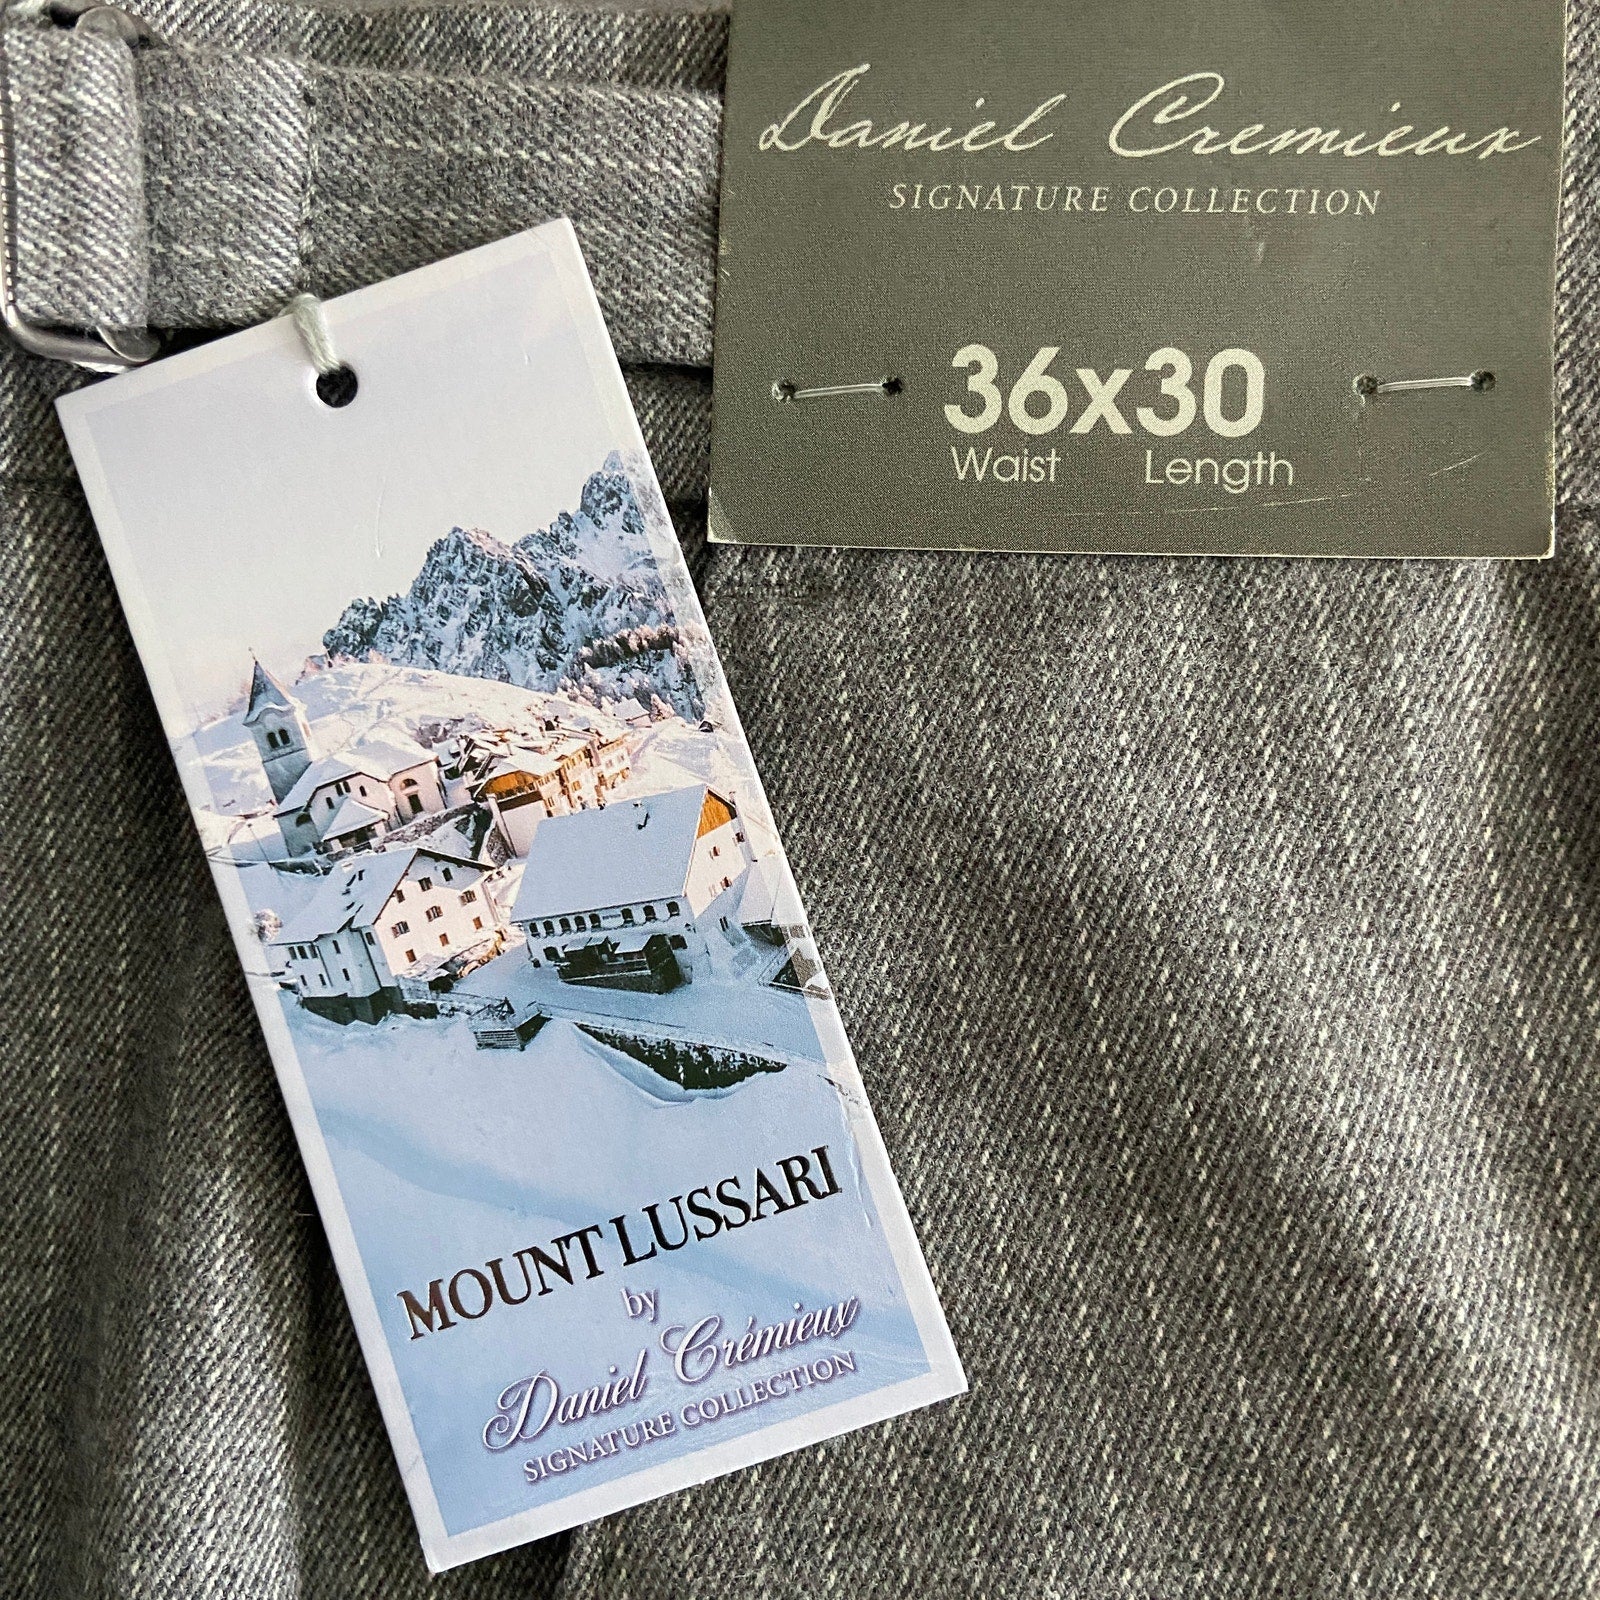 Daniel Cremieux
SIGNATURE COLLECTION
36x30
Waist Length
MOUNT LUSSARI
by
Daniel Crémieux
SIGNATURE COLLECTION